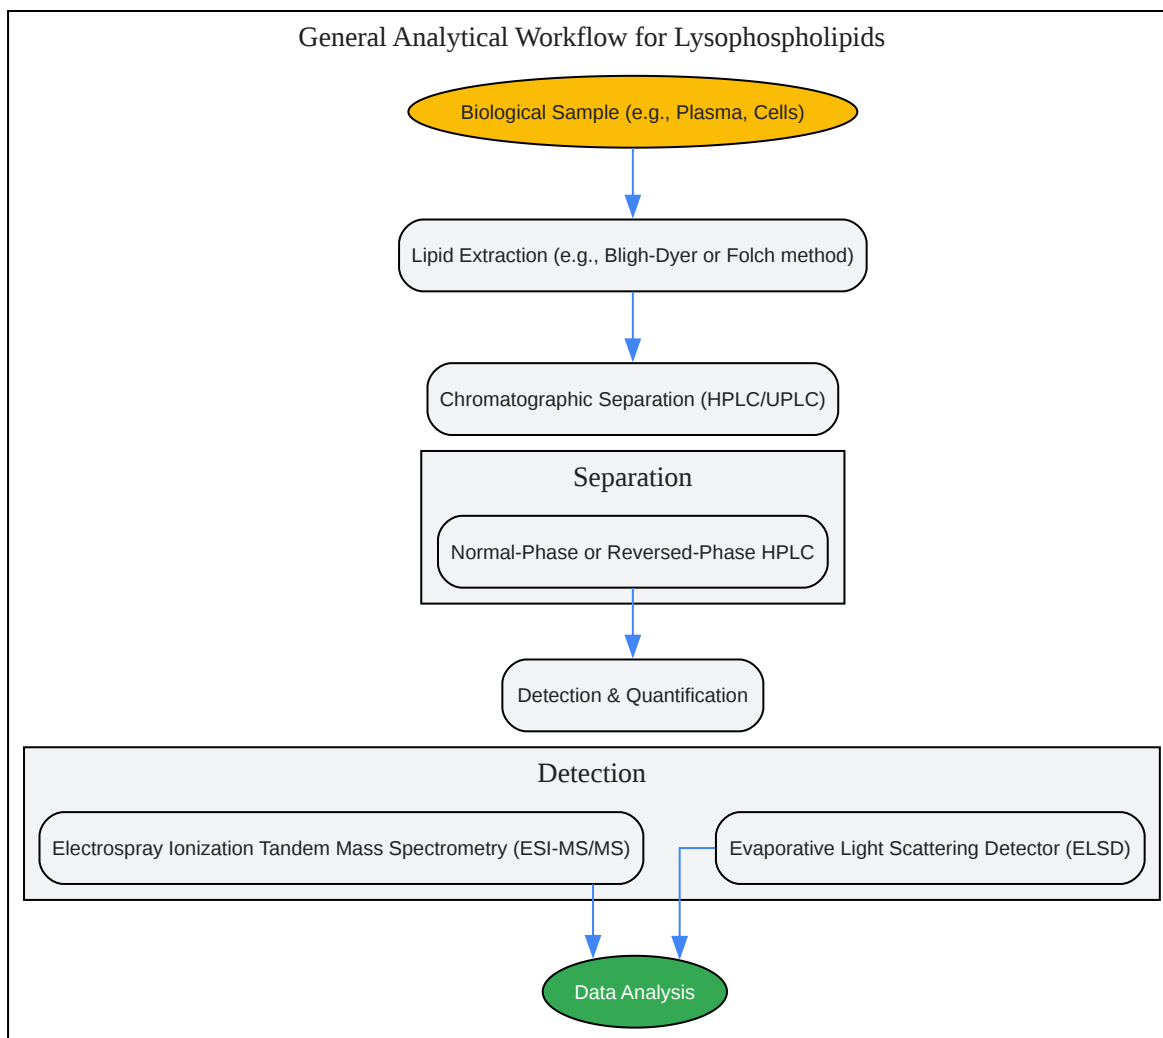 General Analytical Workflow for Lysophospholipids
Biological Sample (e.g., Plasma, Cells)
Lipid Extraction (e.g., Bligh-Dyer or Folch method)
Chromatographic Separation (HPLC/UPLC)
Separation
Normal-Phase or Reversed-Phase HPLC
Detection & Quantification
Detection
Electrospray Ionization Tandem Mass Spectrometry (ESI-MS/MS)
Evaporative Light Scattering Detector (ELSD)
Data Analysis